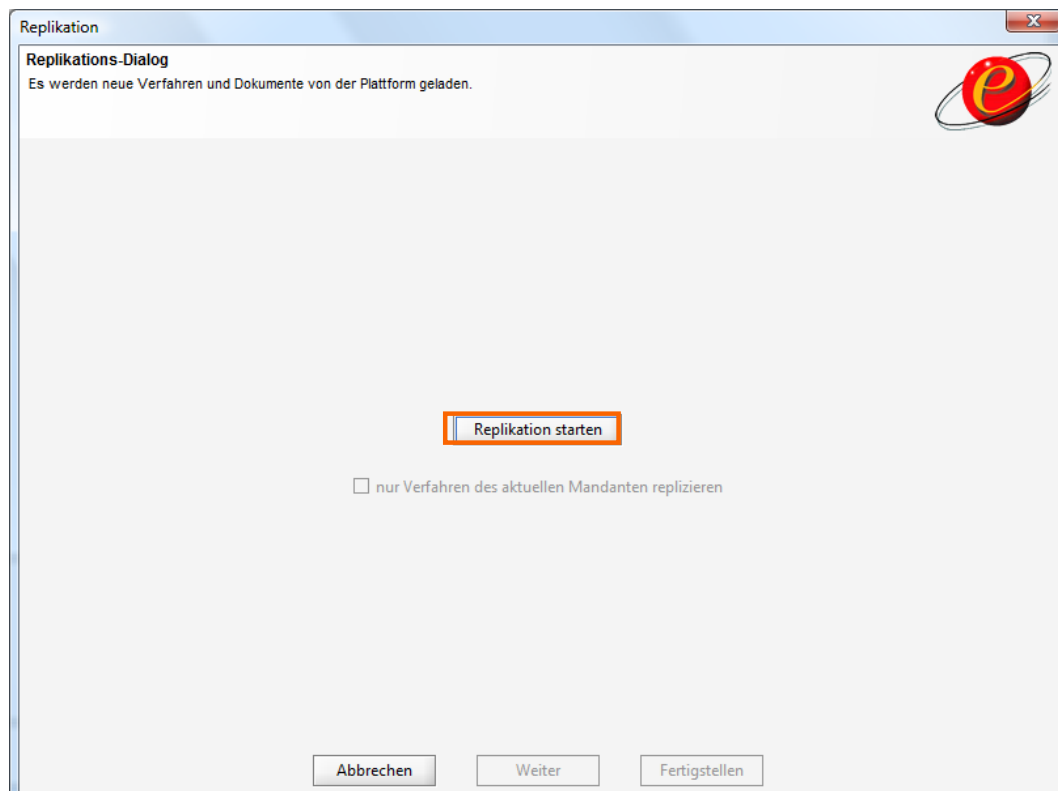 Replikation
Replikations-Dialog
Es werden neue Verfahren und Dokumente von der Plattform geladen.
e
Replikation starten
nur Verfahren des aktuellen Mandanten replizieren
Abbrechen
Weiter
Fertigstellen